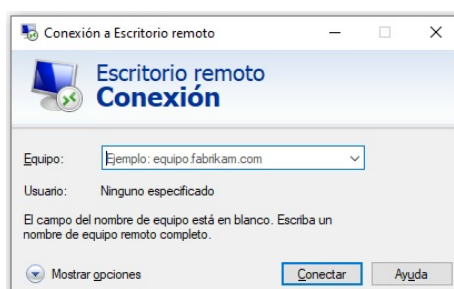 Conexión a Escritorio remoto
Escritorio remoto
Conexión
Equipo:
Ejemplo: equipo.fabrikam.com
Usuario:
Ninguno especificado
El campo del nombre de equipo está en blanco. Escriba un
nombre de equipo remoto completo.
Mostrar opciones
Conectar
Ayuda